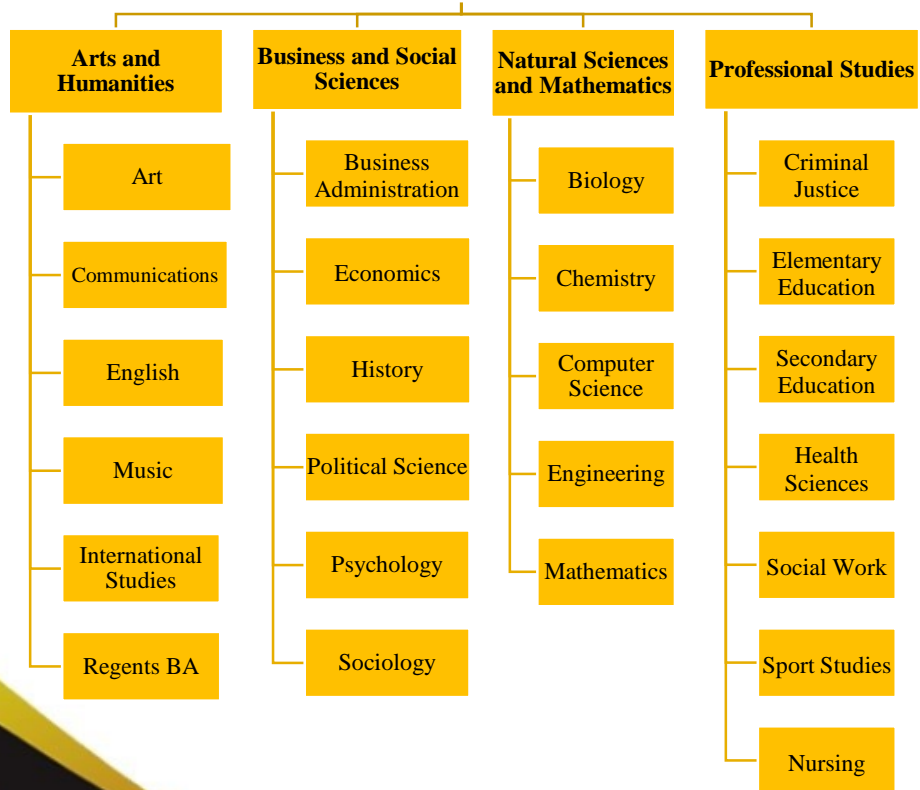 Arts and
Humanities
Art
Communications
English
Music
International
Studies
Regents BA
Business and Social
Sciences
Business
Administration
Economics
History
Political Science
Psychology
Sociology
Natural Sciences
and Mathematics
Biology
Chemistry
Computer
Science
Engineering
Mathematics
Professional Studies
Criminal
Justice
Elementary
Education
Secondary
Education
Health
Sciences
Social Work
Sport Studies
Nursing